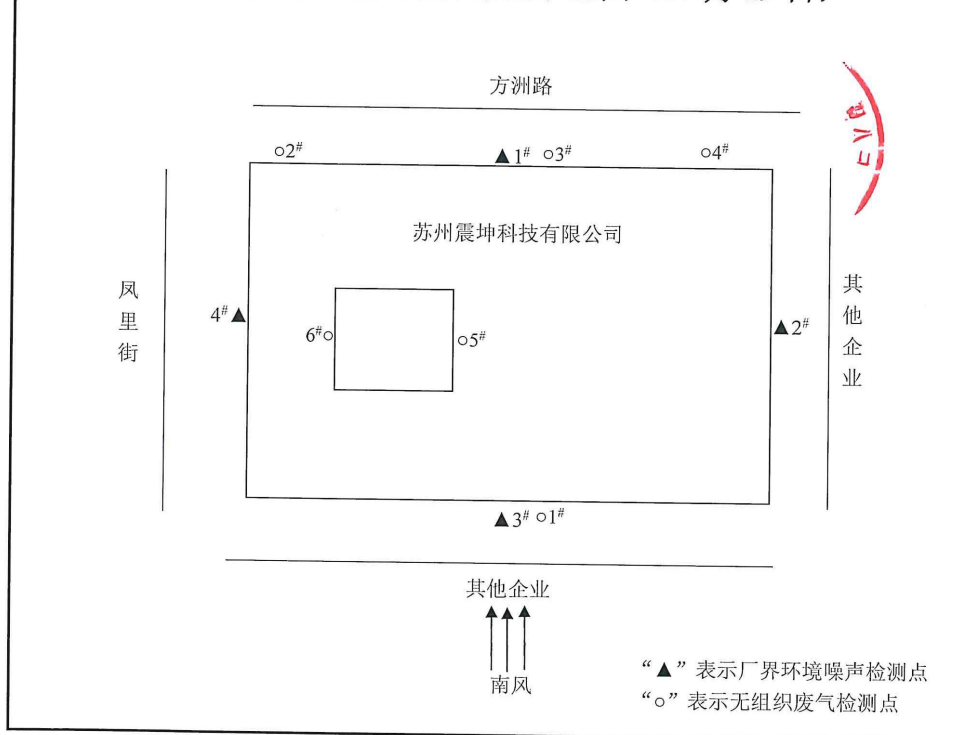 方洲路
○2#
▲1# ○3#
○4#
苏州震坤科技有限公司
凤里街
其他企业
4#▲
6#○
○5#
▲2#
▲3# ○1#
其他企业
南风
“▲”表示厂界环境噪声检测点
“○”表示无组织废气检测点